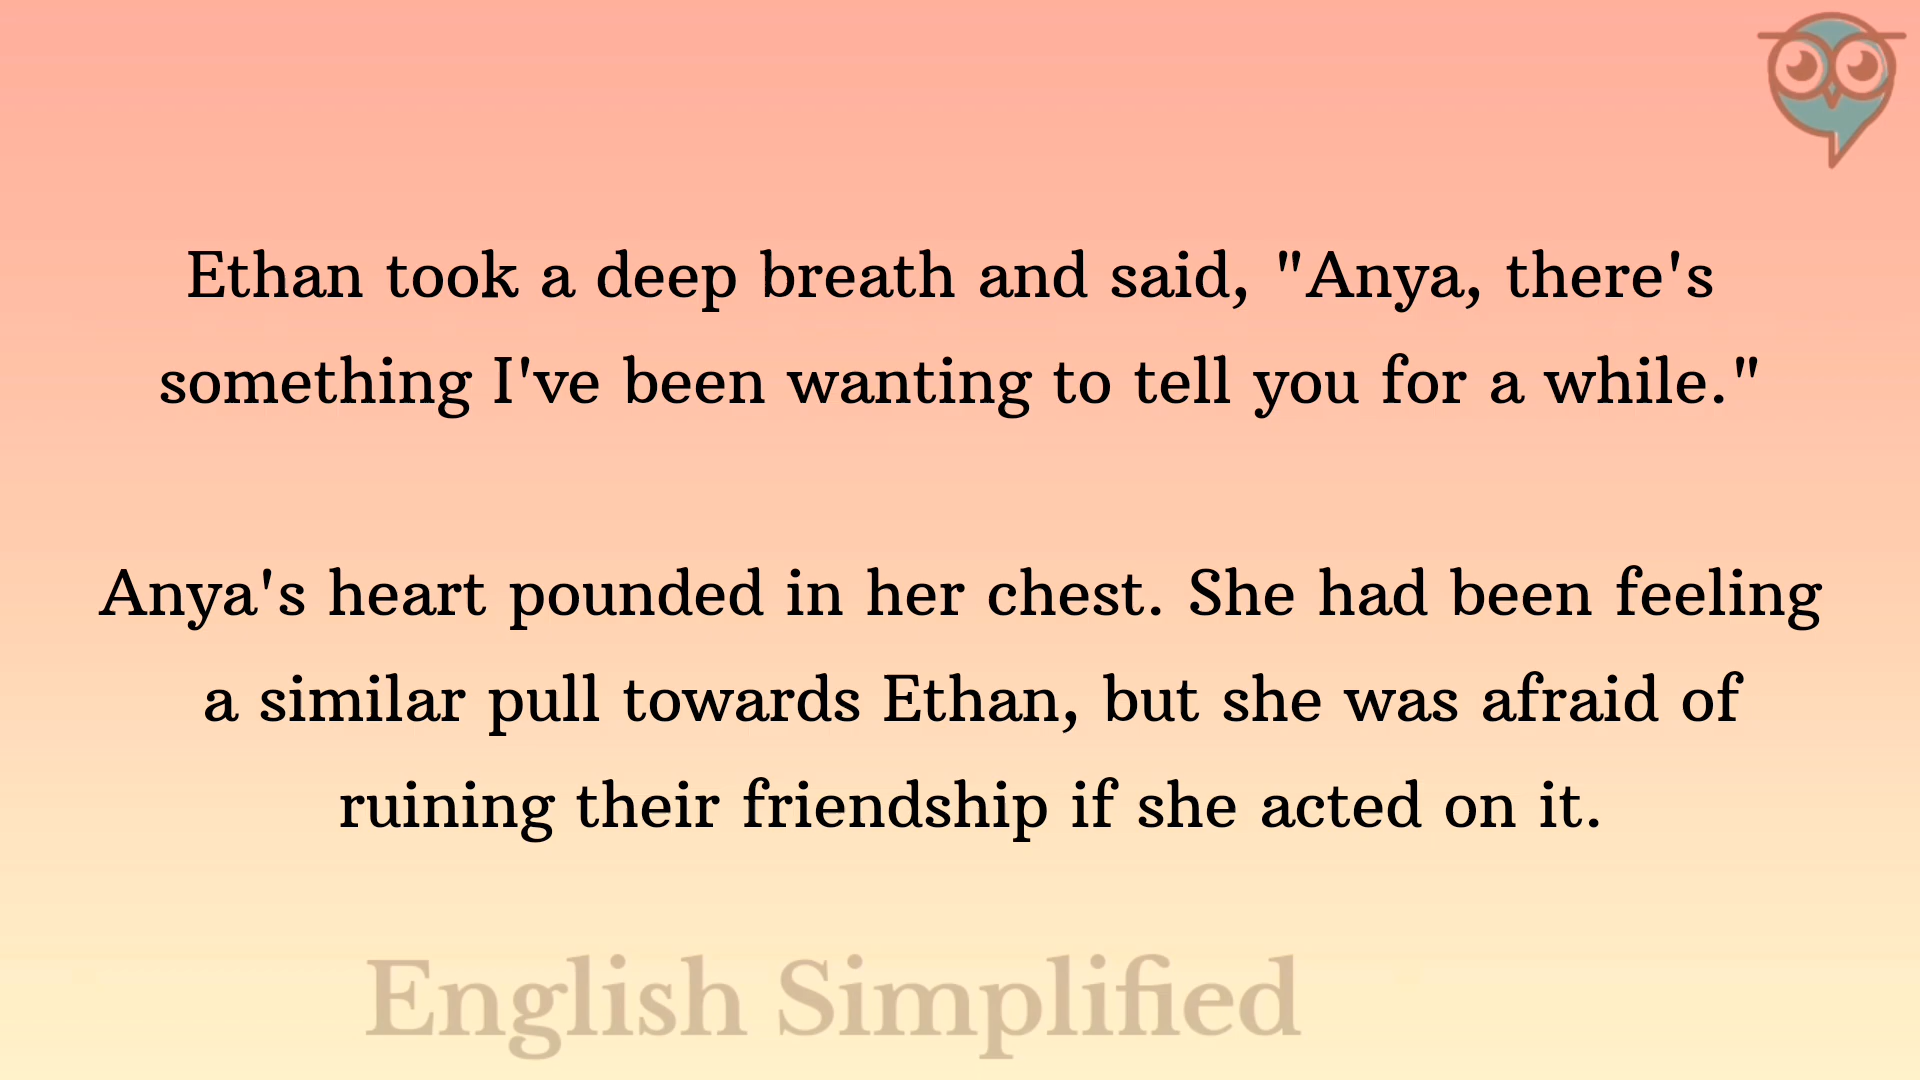 Ethan took a deep breath and said, "Anya, there's
something I've been wanting to tell you for a while."
Anya's heart pounded in her chest. She had been feeling
a similar pull towards Ethan, but she was afraid of
ruining their friendship if she acted on it.
English Simplified